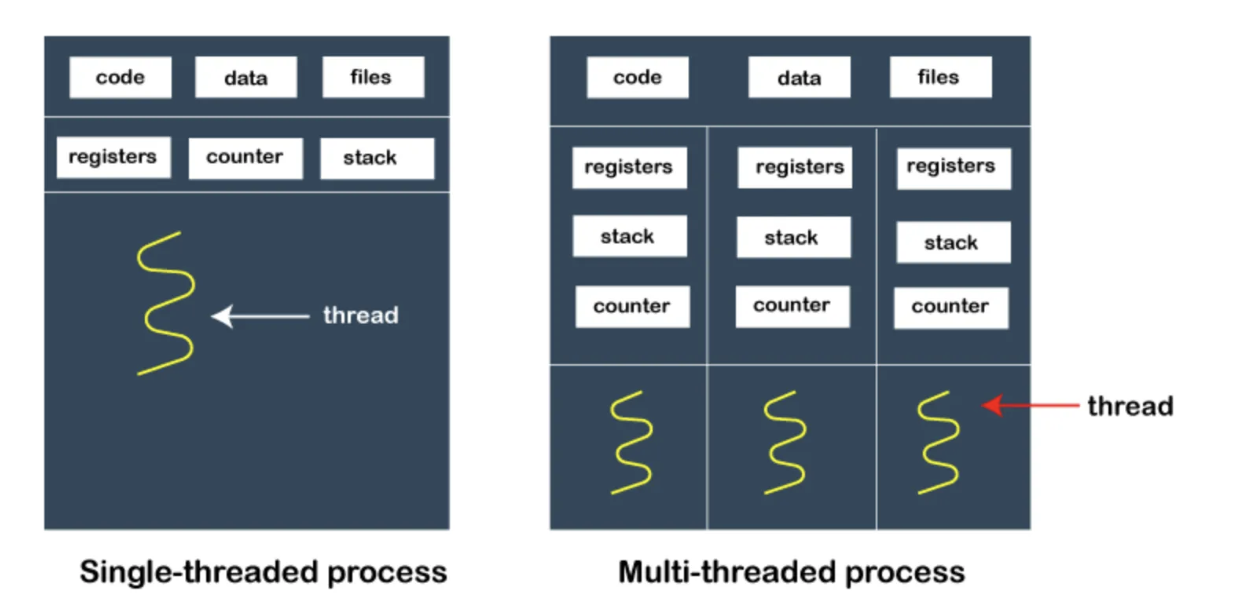 code data files
registers counter stack
thread
Single-threaded process
code data files
registers registers registers
stack stack stack
counter counter counter
thread
Multi-threaded process